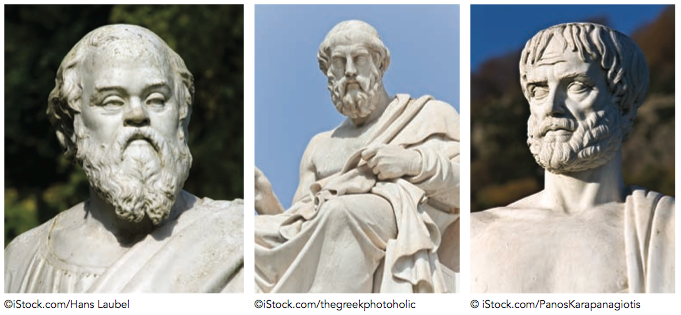 ©iStock.com/Hans Laubel
©iStock.com/thegreekphotoholic
© iStock.com/PanosKarapanagiotis